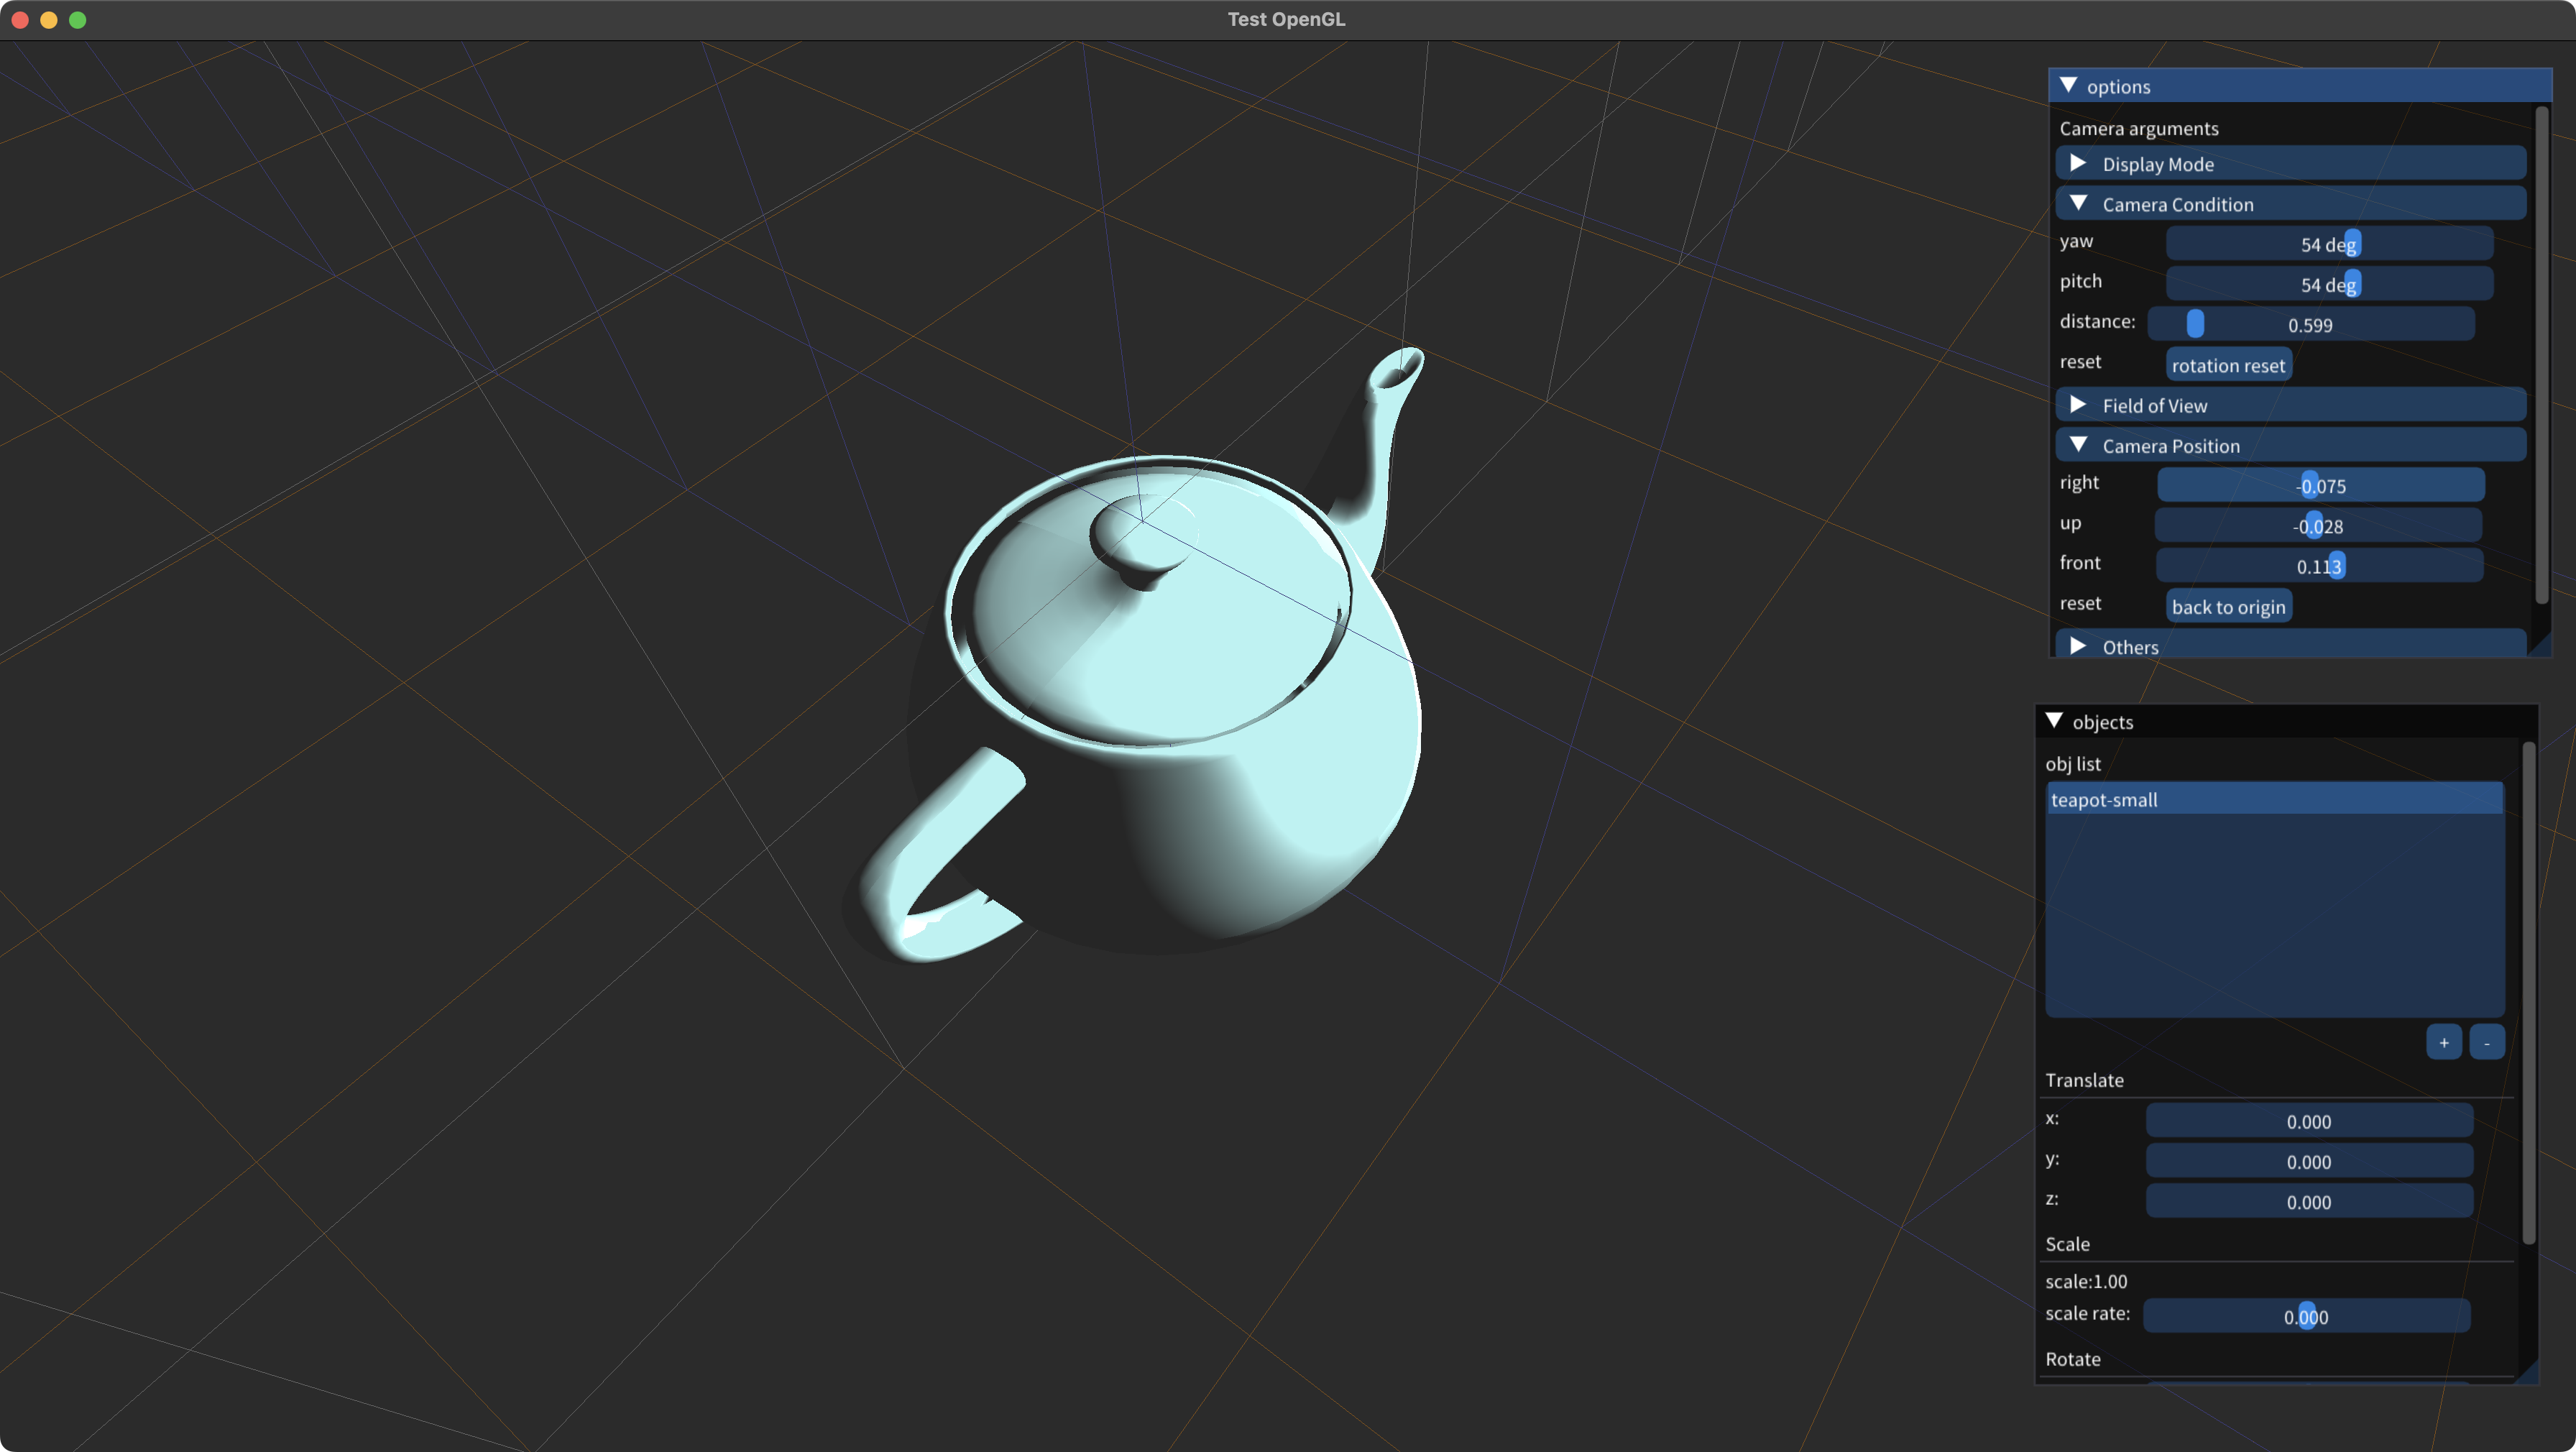 Test OpenGL
options
Camera arguments
Display Mode
Camera Condition
yaw 54 deg
pitch 54 deg
distance: 0.599
reset rotation reset
Field of View
Camera Position
right -0.075
up -0.028
front 0.113
reset back to origin
Others
objects
obj list
teapot-small
+ -
Translate
x: 0.000
y: 0.000
z: 0.000
Scale
scale:1.00
scale rate: 0.000
Rotate